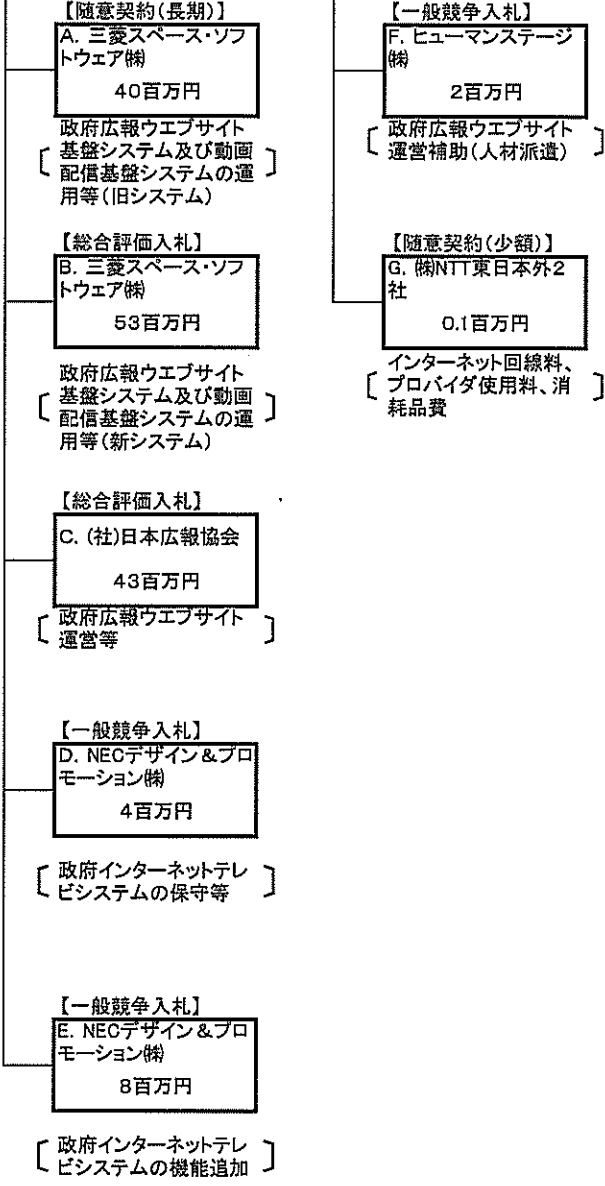 【随意契約(長期)】
A. 三菱スペース・ソフ
トウェア㈱
40百万円
政府広報ウエブサイト
基盤システム及び動画
配信基盤システムの運
用等(旧システム)
【総合評価入札】
B. 三菱スペース・ソフ
トウェア㈱
53百万円
政府広報ウエブサイト
基盤システム及び動画
配信基盤システムの運
用等(新システム)
【総合評価入札】
C. (社)日本広報協会
43百万円
政府広報ウエブサイト
運営等
【一般競争入札】
D. NECデザイン&プロ
モーション㈱
4百万円
政府インターネットテレ
ビシステムの保守等
【一般競争入札】
E. NECデザイン&プロ
モーション㈱
8百万円
政府インターネットテレ
ビシステムの機能追加
【一般競争入札】
F. ヒューマンステージ
㈱
2百万円
政府広報ウエブサイト
運営補助(人材派遣)
【随意契約(少額)】
G. ㈱NTT東日本外2
社
0.1百万円
インターネット回線料、
プロバイダ使用料、消
耗品費